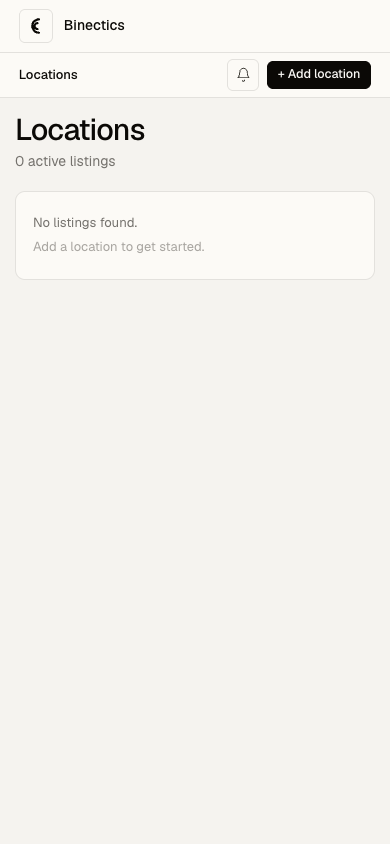 Binectics
Locations
+ Add location
Locations
0 active listings
No listings found.
Add a location to get started.